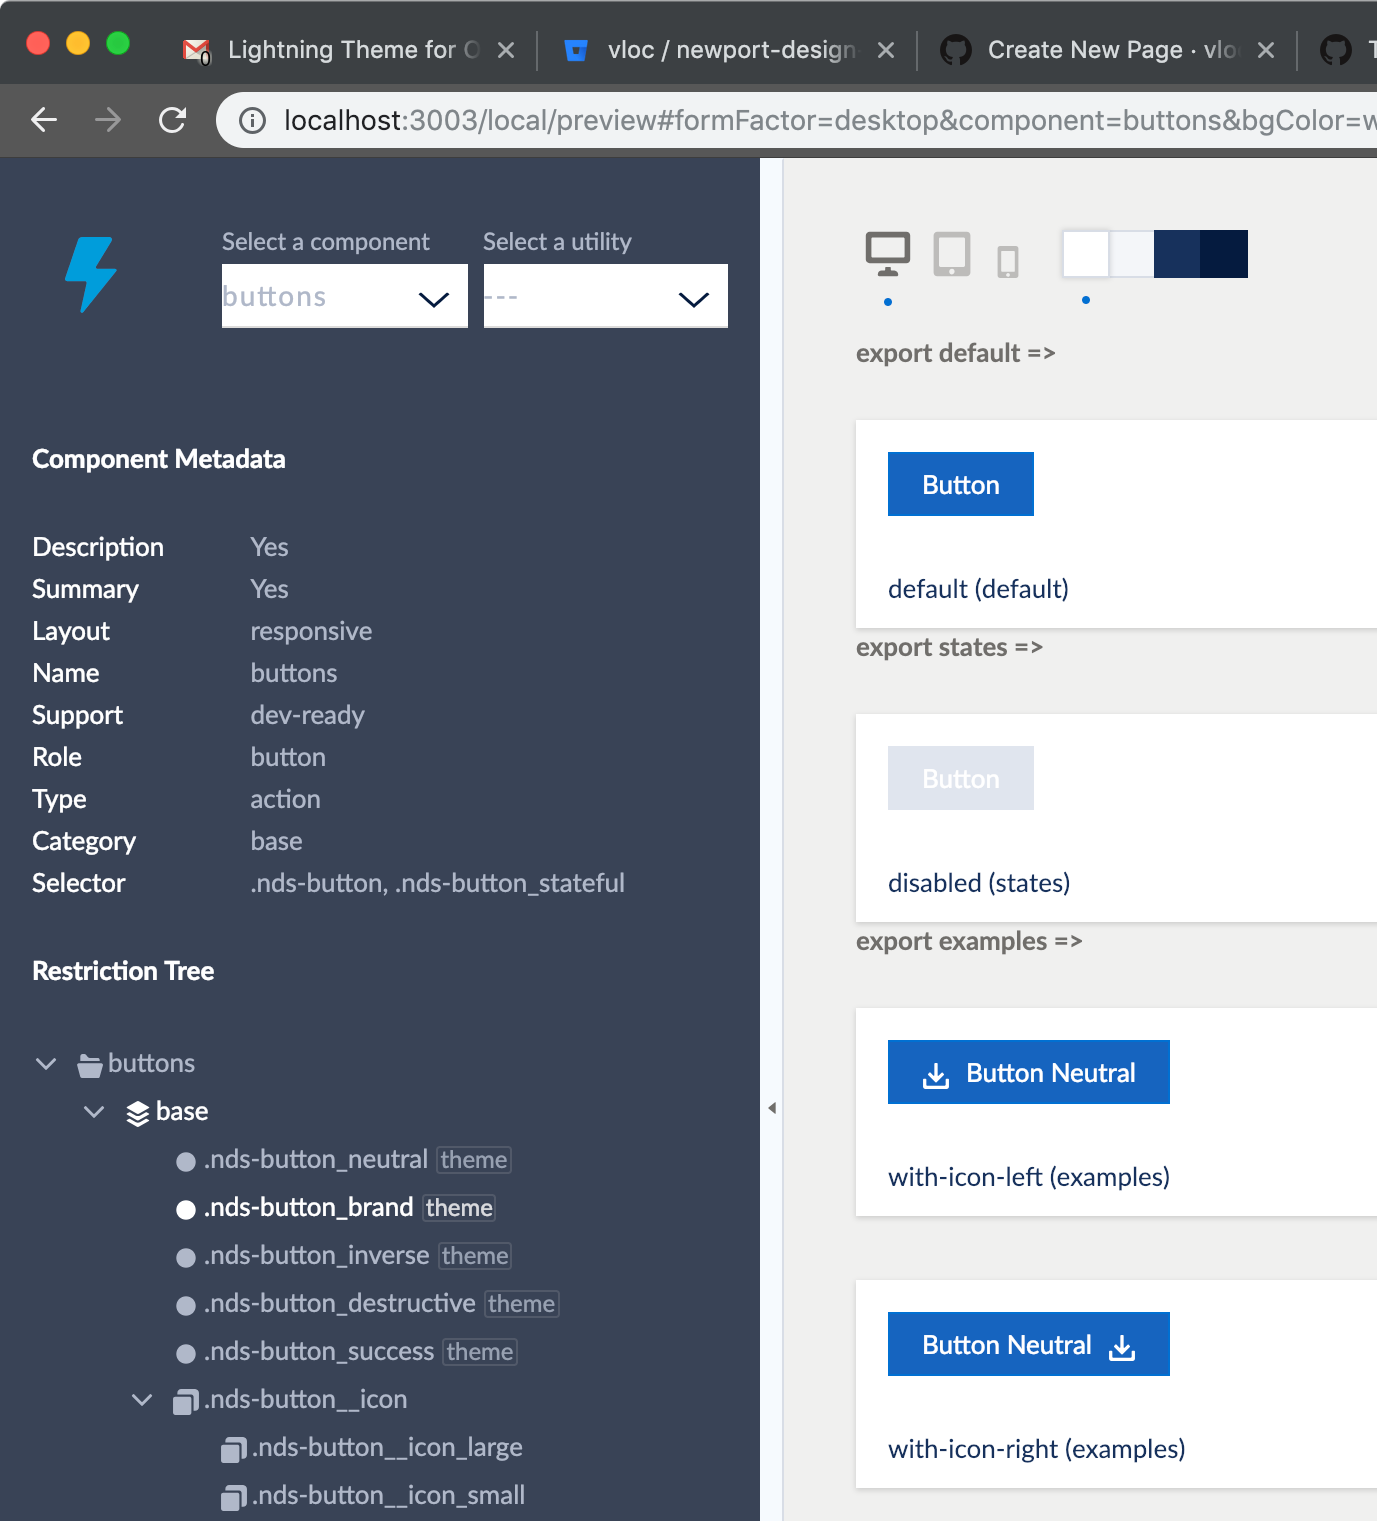 Lightning Theme for O
vloc / newport-design-
Create New Page · vlo
0
localhost:3003/local/preview#formFactor=desktop&component=buttons&bgColor=w
Select a component
Select a utility
buttons
---
Component Metadata
Description Yes
Summary Yes
Layout responsive
Name buttons
Support dev-ready
Role button
Type action
Category base
Selector .nds-button, .nds-button_stateful
Restriction Tree
buttons
base
.nds-button_neutral theme
.nds-button_brand theme
.nds-button_inverse theme
.nds-button_destructive theme
.nds-button_success theme
.nds-button__icon
.nds-button__icon_large
.nds-button__icon_small
export default =>
Button
default (default)
export states =>
Button
disabled (states)
export examples =>
Button Neutral
with-icon-left (examples)
Button Neutral
with-icon-right (examples)